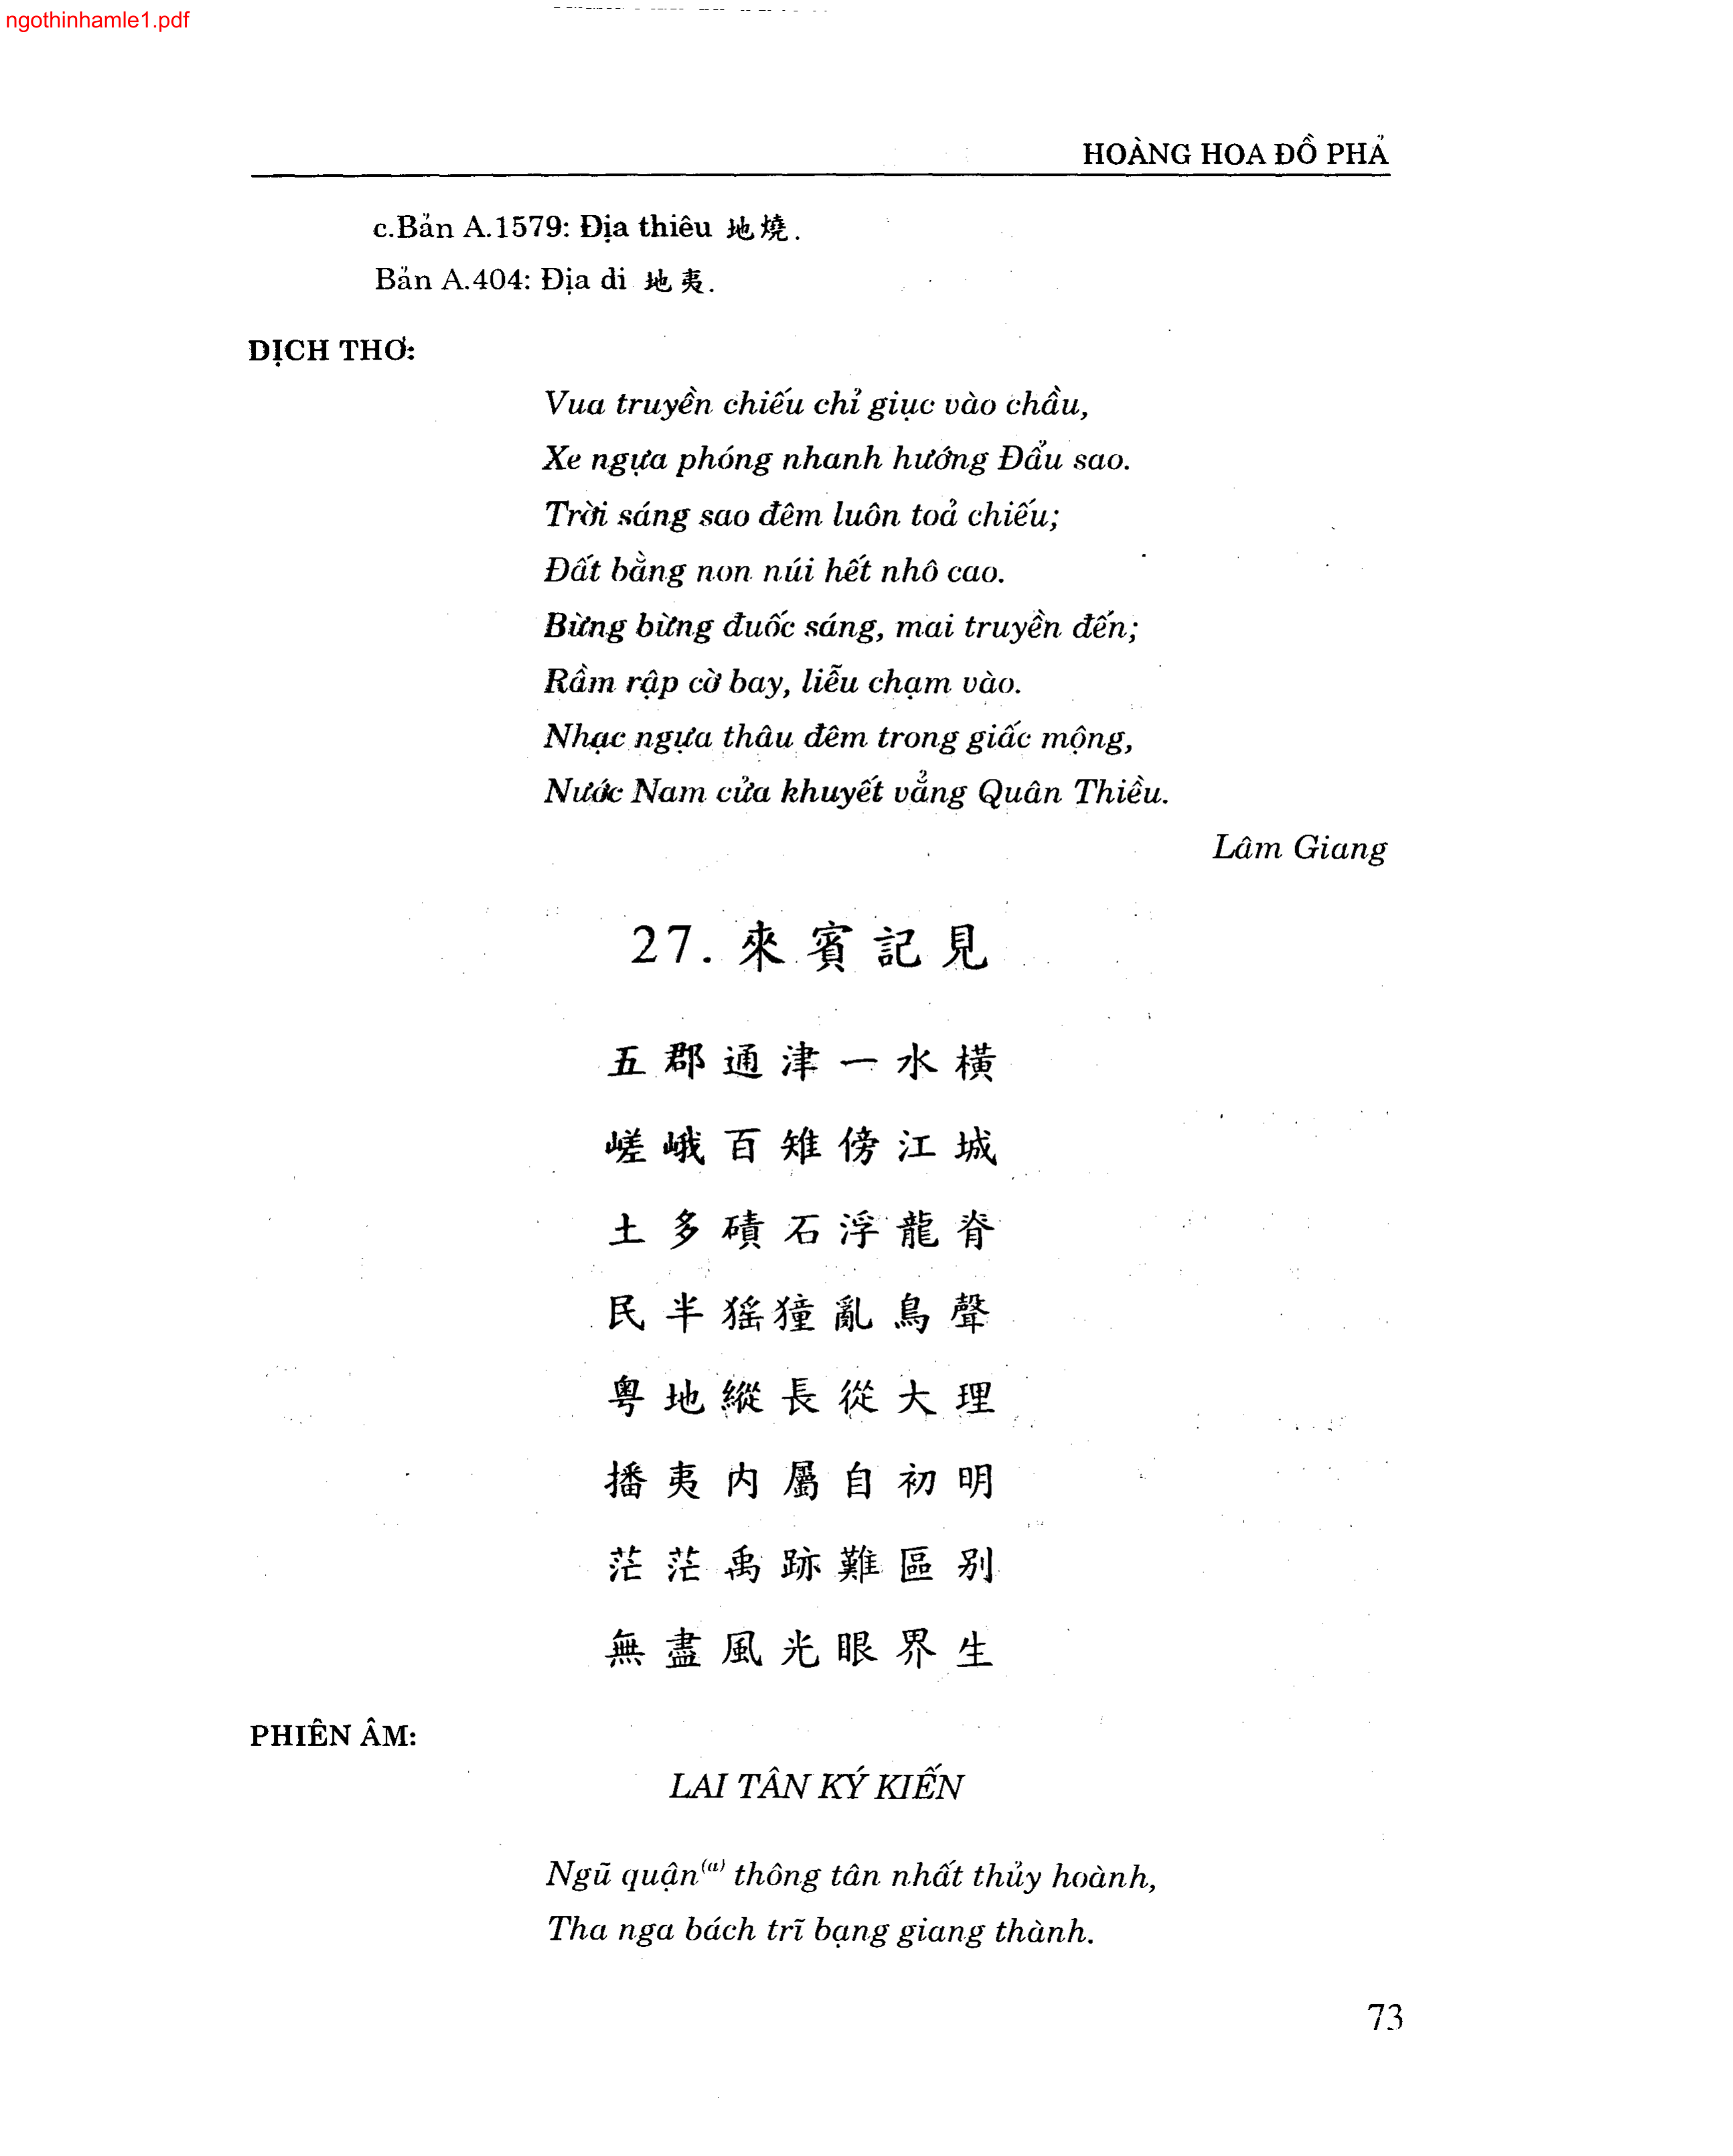 ngothinhamle1.pdf
HOÀNG HOA ĐỒ PHẢ
c.Bản A.1579: Địa thiêu 地燒.
Bản A.404: Địa di 地夷.
DỊCH THƠ:
Vua truyền chiếu chỉ giục vào chầu,
Xe ngựa phóng nhanh hướng Đẩu sao.
Trời sáng sao đêm luôn toả chiếu;
Đất bằng non núi hết nhô cao.
Bừng bừng đuốc sáng, mai truyền đến;
Rầm rập cờ bay, liễu chạm vào.
Nhạc ngựa thâu đêm trong giấc mộng,
Nước Nam cửa khuyết vẳng Quân Thiều.
Lâm Giang
27. 來賓記見
五郡通津一水橫
嵯峨百雉傍江城
土多磧石浮龍脊
民半猺獞亂鳥聲
粵地縱長從大理
播夷内屬自初明
茫茫禹跡難區别
無盡風光眼界生
PHIÊN ÂM:
LAI TÂN KÝ KIẾN
Ngũ quận(a) thông tân nhất thủy hoành,
Tha nga bách trĩ bạng giang thành.
73